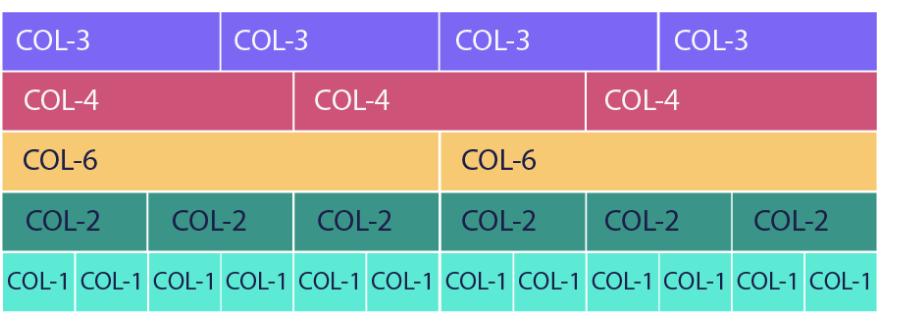 COL-3 COL-3 COL-3 COL-3
COL-4 COL-4 COL-4
COL-6 COL-6
COL-2 COL-2 COL-2 COL-2 COL-2 COL-2
COL-1 COL-1 COL-1 COL-1 COL-1 COL-1 COL-1 COL-1 COL-1 COL-1 COL-1 COL-1